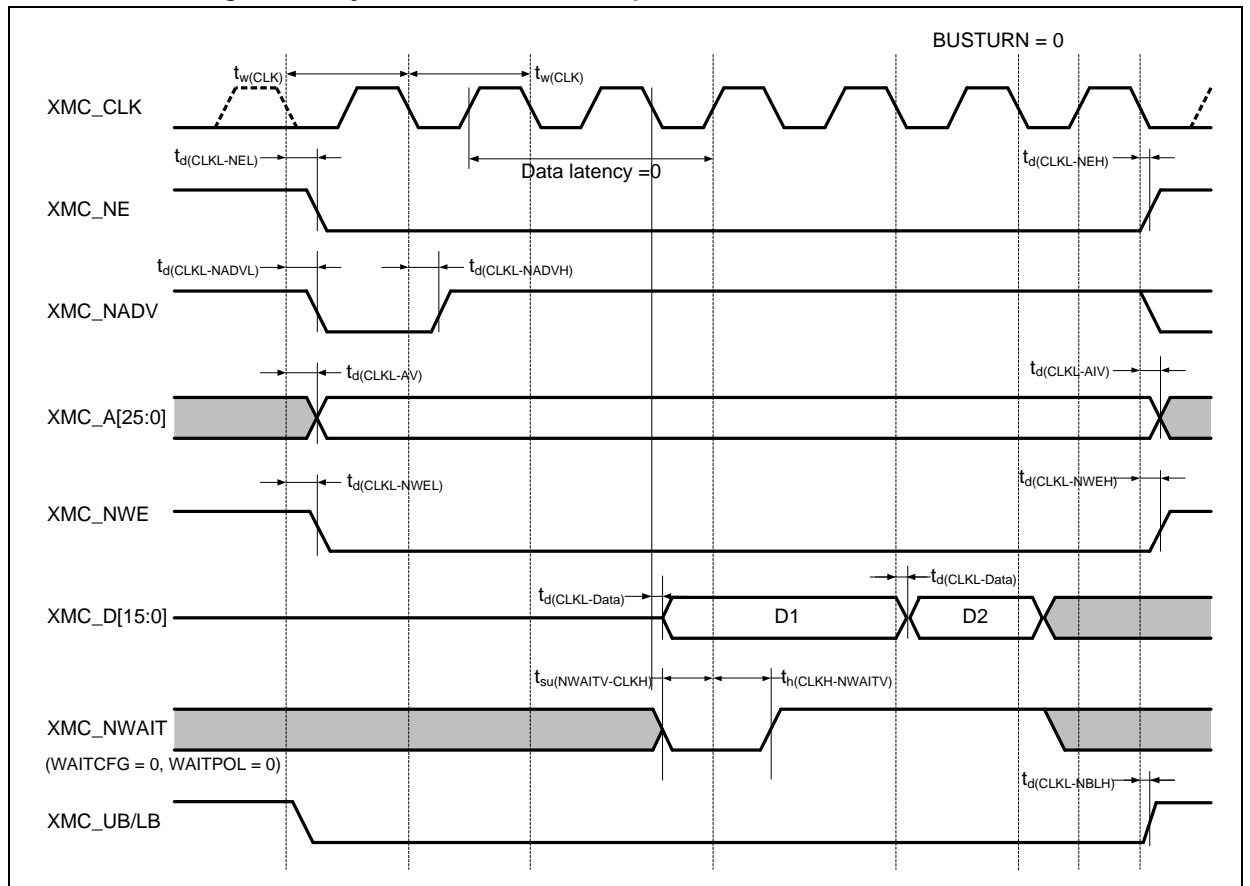 BUSTURN = 0
tw(CLK) tw(CLK)
XMC_CLK
td(CLKL-NEL) Data latency =0 td(CLKL-NEH)
XMC_NE
td(CLKL-NADVL) td(CLKL-NADVH)
XMC_NADV
td(CLKL-AV) td(CLKL-AIV)
XMC_A[25:0]
td(CLKL-NWEL) td(CLKL-NWEH)
XMC_NWE
td(CLKL-Data) td(CLKL-Data)
XMC_D[15:0] D1 D2
tsu(NWAITV-CLKH) th(CLKH-NWAITV)
XMC_NWAIT
(WAITCFG = 0, WAITPOL = 0)
td(CLKL-NBLH)
XMC_UB/LB